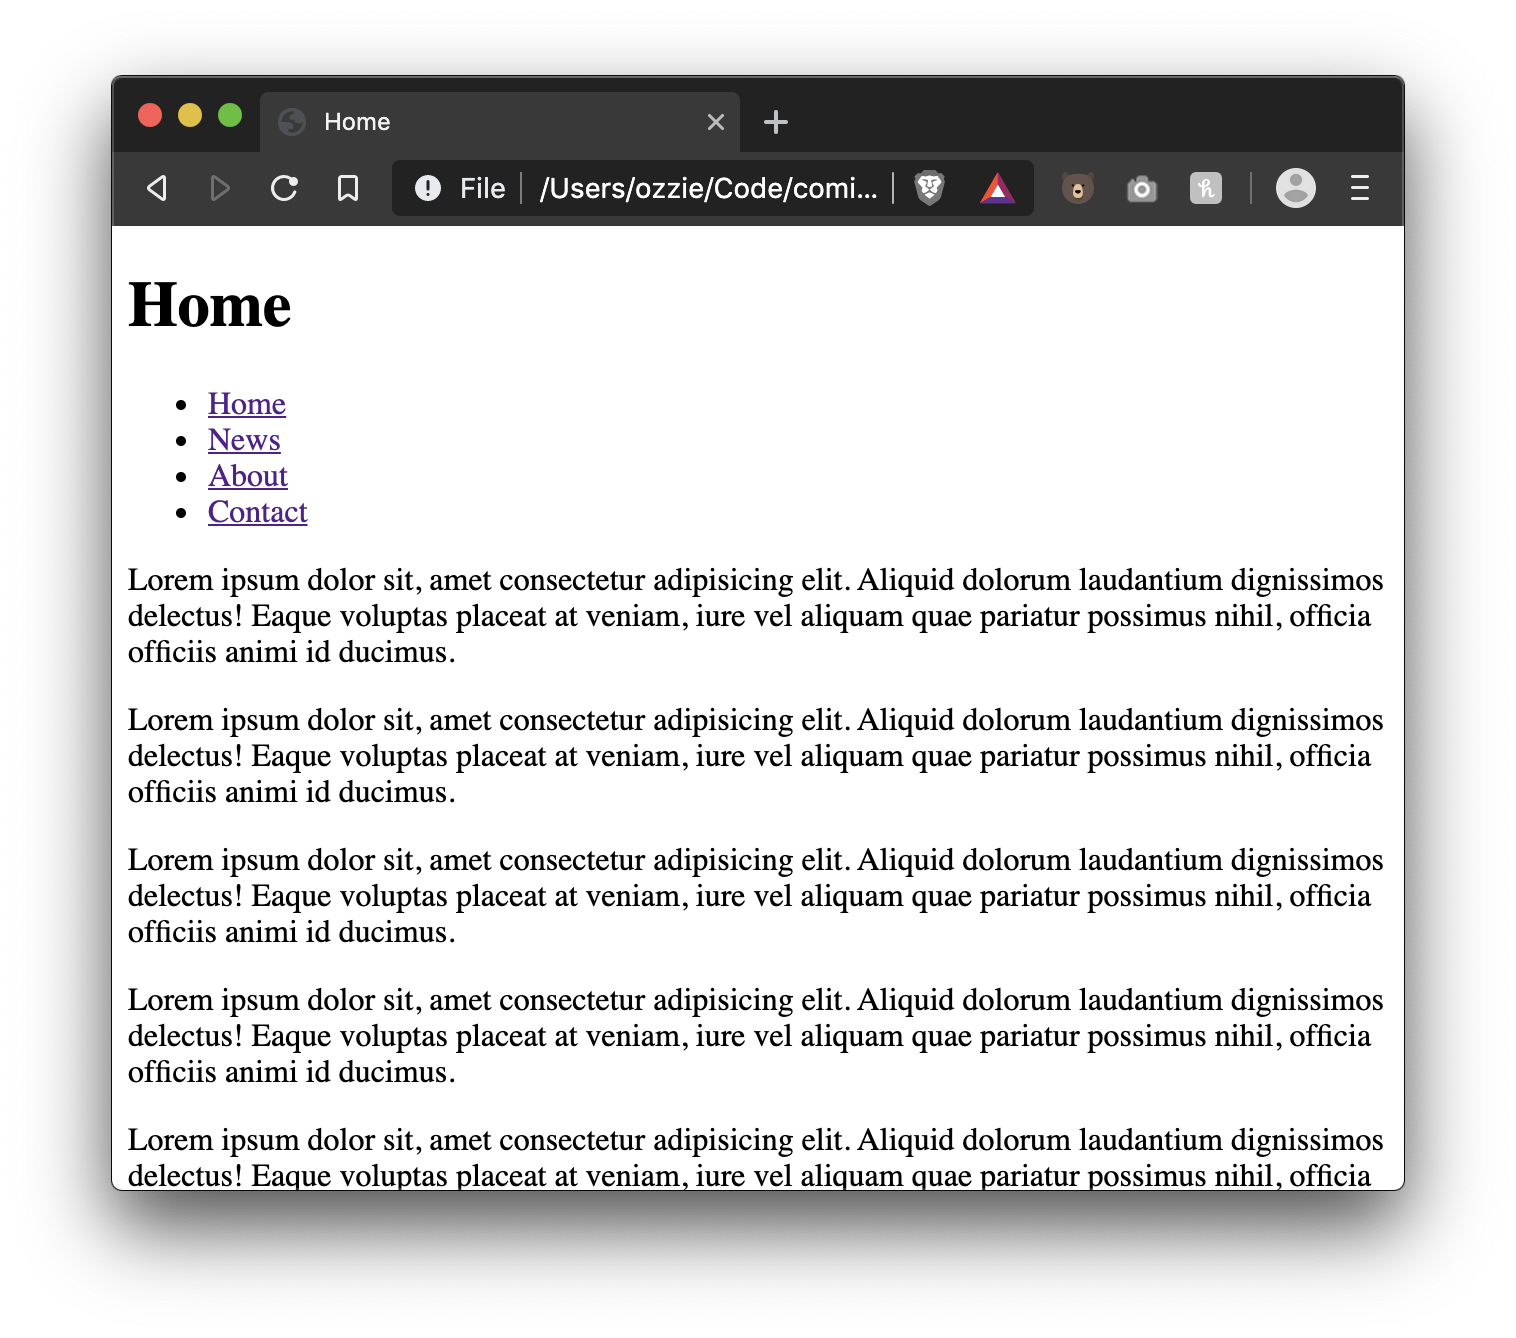 Home
File /Users/ozzie/Code/comi...
Home
Home
News
About
Contact
Lorem ipsum dolor sit, amet consectetur adipisicing elit. Aliquid dolorum laudantium dignissimos
delectus! Eaque voluptas placeat at veniam, iure vel aliquam quae pariatur possimus nihil, officia
officiis animi id ducimus.
Lorem ipsum dolor sit, amet consectetur adipisicing elit. Aliquid dolorum laudantium dignissimos
delectus! Eaque voluptas placeat at veniam, iure vel aliquam quae pariatur possimus nihil, officia
officiis animi id ducimus.
Lorem ipsum dolor sit, amet consectetur adipisicing elit. Aliquid dolorum laudantium dignissimos
delectus! Eaque voluptas placeat at veniam, iure vel aliquam quae pariatur possimus nihil, officia
officiis animi id ducimus.
Lorem ipsum dolor sit, amet consectetur adipisicing elit. Aliquid dolorum laudantium dignissimos
delectus! Eaque voluptas placeat at veniam, iure vel aliquam quae pariatur possimus nihil, officia
officiis animi id ducimus.
Lorem ipsum dolor sit, amet consectetur adipisicing elit. Aliquid dolorum laudantium dignissimos
delectus! Eaque voluptas placeat at veniam, iure vel aliquam quae pariatur possimus nihil, officia